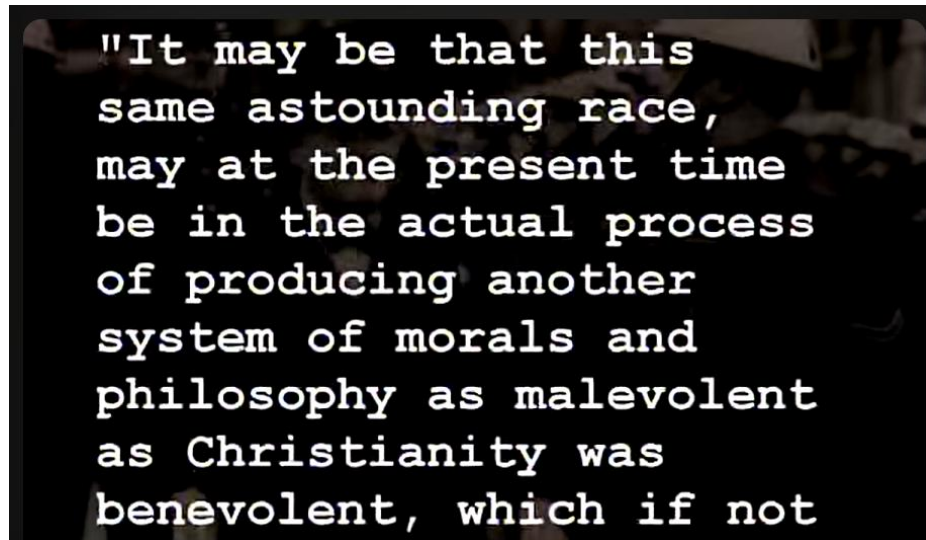 "It may be that this
same astounding race,
may at the present time
be in the actual process
of producing another
system of morals and
philosophy as malevolent
as Christianity was
benevolent, which if not